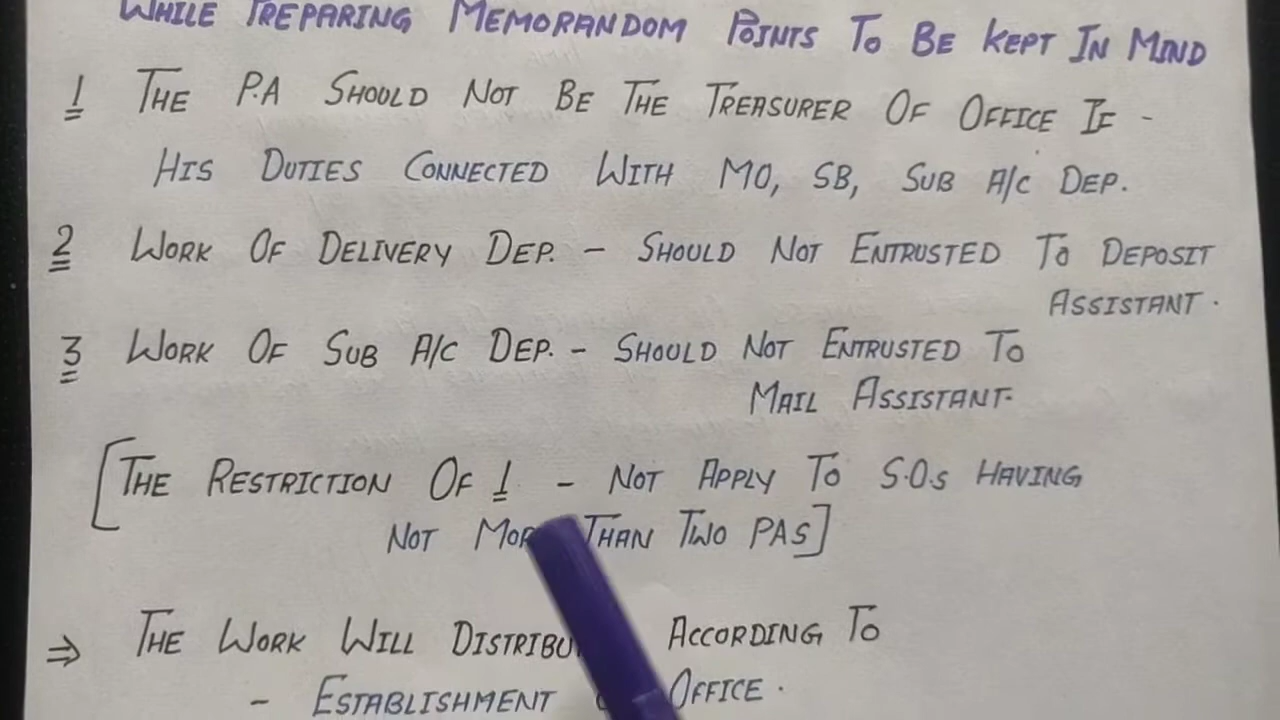 WHILE PREPARING MEMORANDOM POINTS TO BE KEPT IN MIND
1 THE P.A SHOULD NOT BE THE TREASURER OF OFFICE IF -
HIS DUTIES CONNECTED WITH MO, SB, SUB A/C DEP.
2 WORK OF DELIVERY DEP. - SHOULD NOT ENTRUSTED TO DEPOSIT
ASSISTANT.
3 WORK OF SUB A/C DEP. - SHOULD NOT ENTRUSTED TO
MAIL ASSISTANT.
[THE RESTRICTION OF 1 - NOT APPLY TO S.O.s HAVING
NOT THAN TWO PAS]
⇒ THE WORK WILL ACCORDING TO
- ESTABLISHMENT OFFICE.